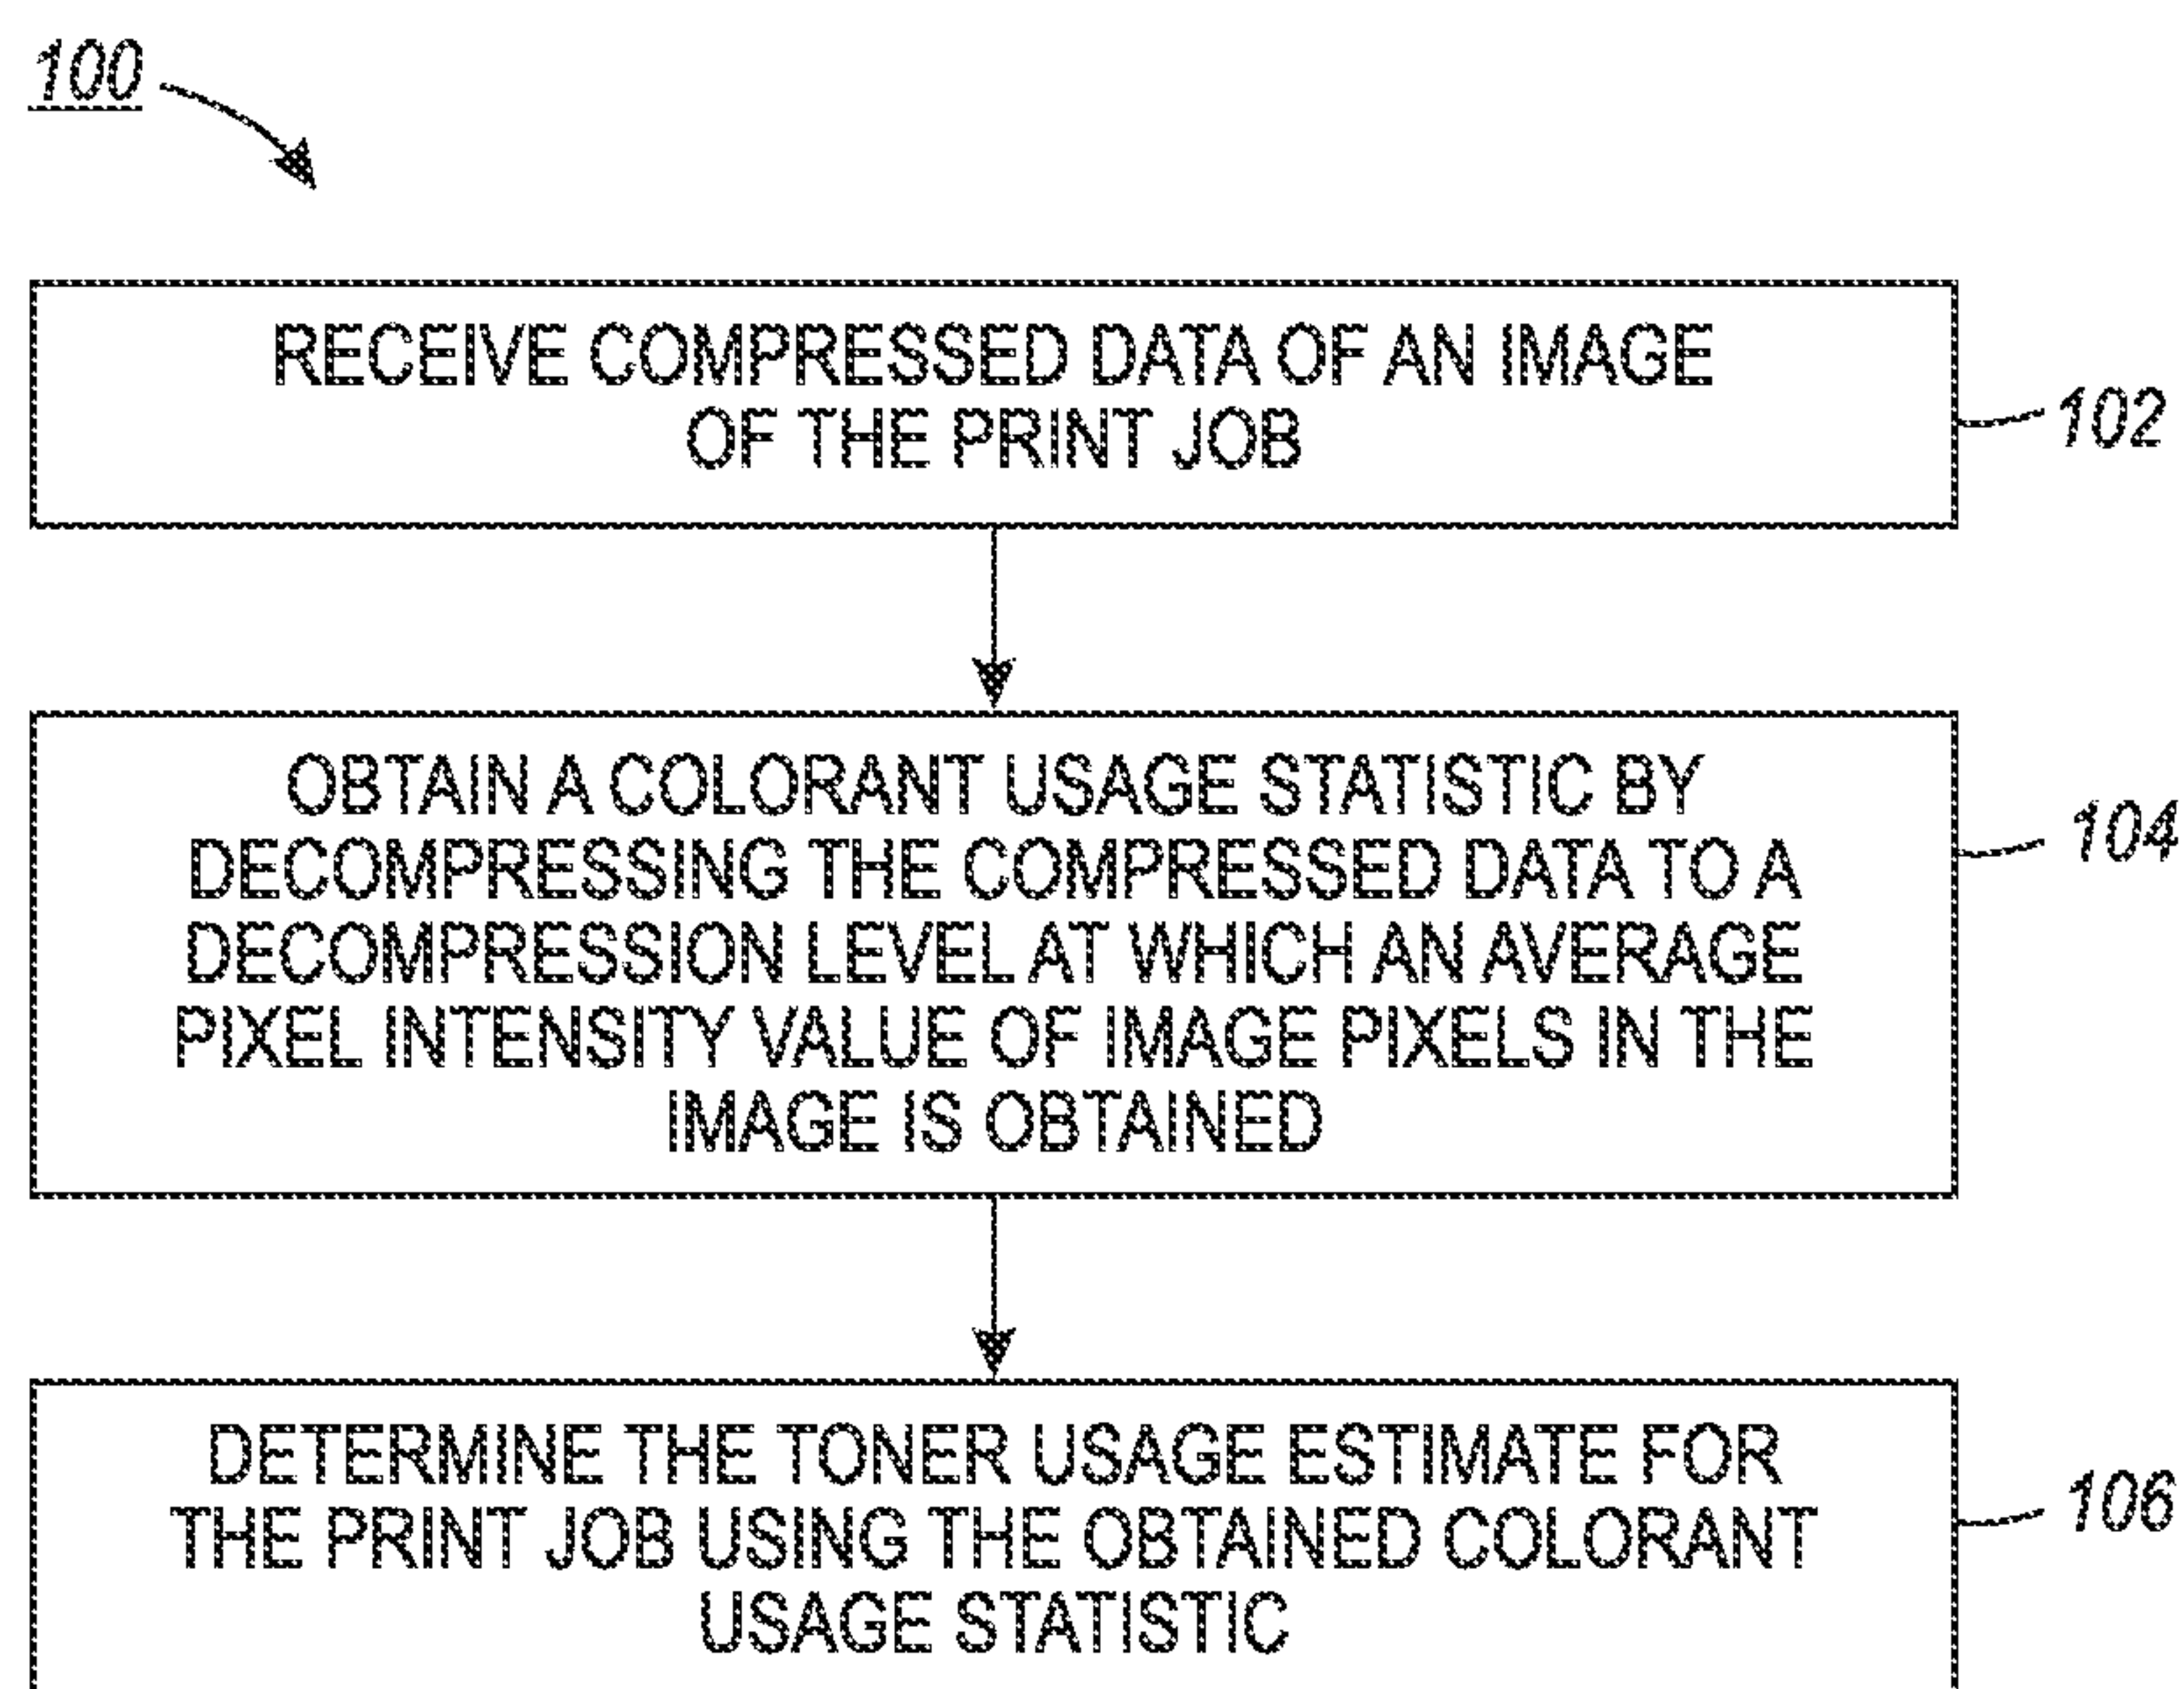 100
RECEIVE COMPRESSED DATA OF AN IMAGE
OF THE PRINT JOB
102
OBTAIN A COLORANT USAGE STATISTIC BY
DECOMPRESSING THE COMPRESSED DATA TO A
DECOMPRESSION LEVEL AT WHICH AN AVERAGE
PIXEL INTENSITY VALUE OF IMAGE PIXELS IN THE
IMAGE IS OBTAINED
104
DETERMINE THE TONER USAGE ESTIMATE FOR
THE PRINT JOB USING THE OBTAINED COLORANT
USAGE STATISTIC
106